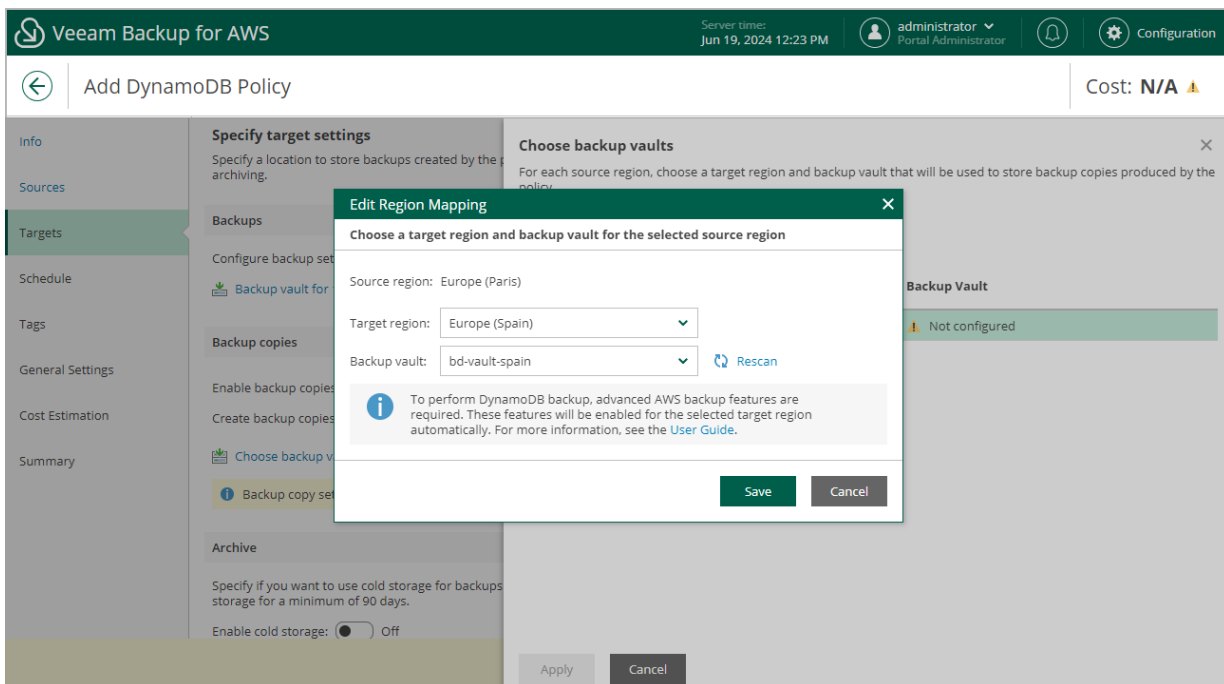 Veeam Backup for AWS
Server time:
Jun 19, 2024 12:23 PM
administrator
Portal Administrator
Configuration
Add DynamoDB Policy
Cost: N/A
Info
Sources
Targets
Schedule
Tags
General Settings
Cost Estimation
Summary
Specify target settings
Specify a location to store backups created by the
archiving.
Backups
Configure backup set
Backup vault for
Backup copies
Enable backup copies
Create backup copies
Choose backup v
Backup copy set
Archive
Specify if you want to use cold storage for backups
storage for a minimum of 90 days.
Enable cold storage: Off
Choose backup vaults
For each source region, choose a target region and backup vault that will be used to store backup copies produced by the
policy
Backup Vault
Not configured
Apply
Cancel
Edit Region Mapping
Choose a target region and backup vault for the selected source region
Source region: Europe (Paris)
Target region: Europe (Spain)
Backup vault: bd-vault-spain Rescan
To perform DynamoDB backup, advanced AWS backup features are
required. These features will be enabled for the selected target region
automatically. For more information, see the User Guide.
Save
Cancel